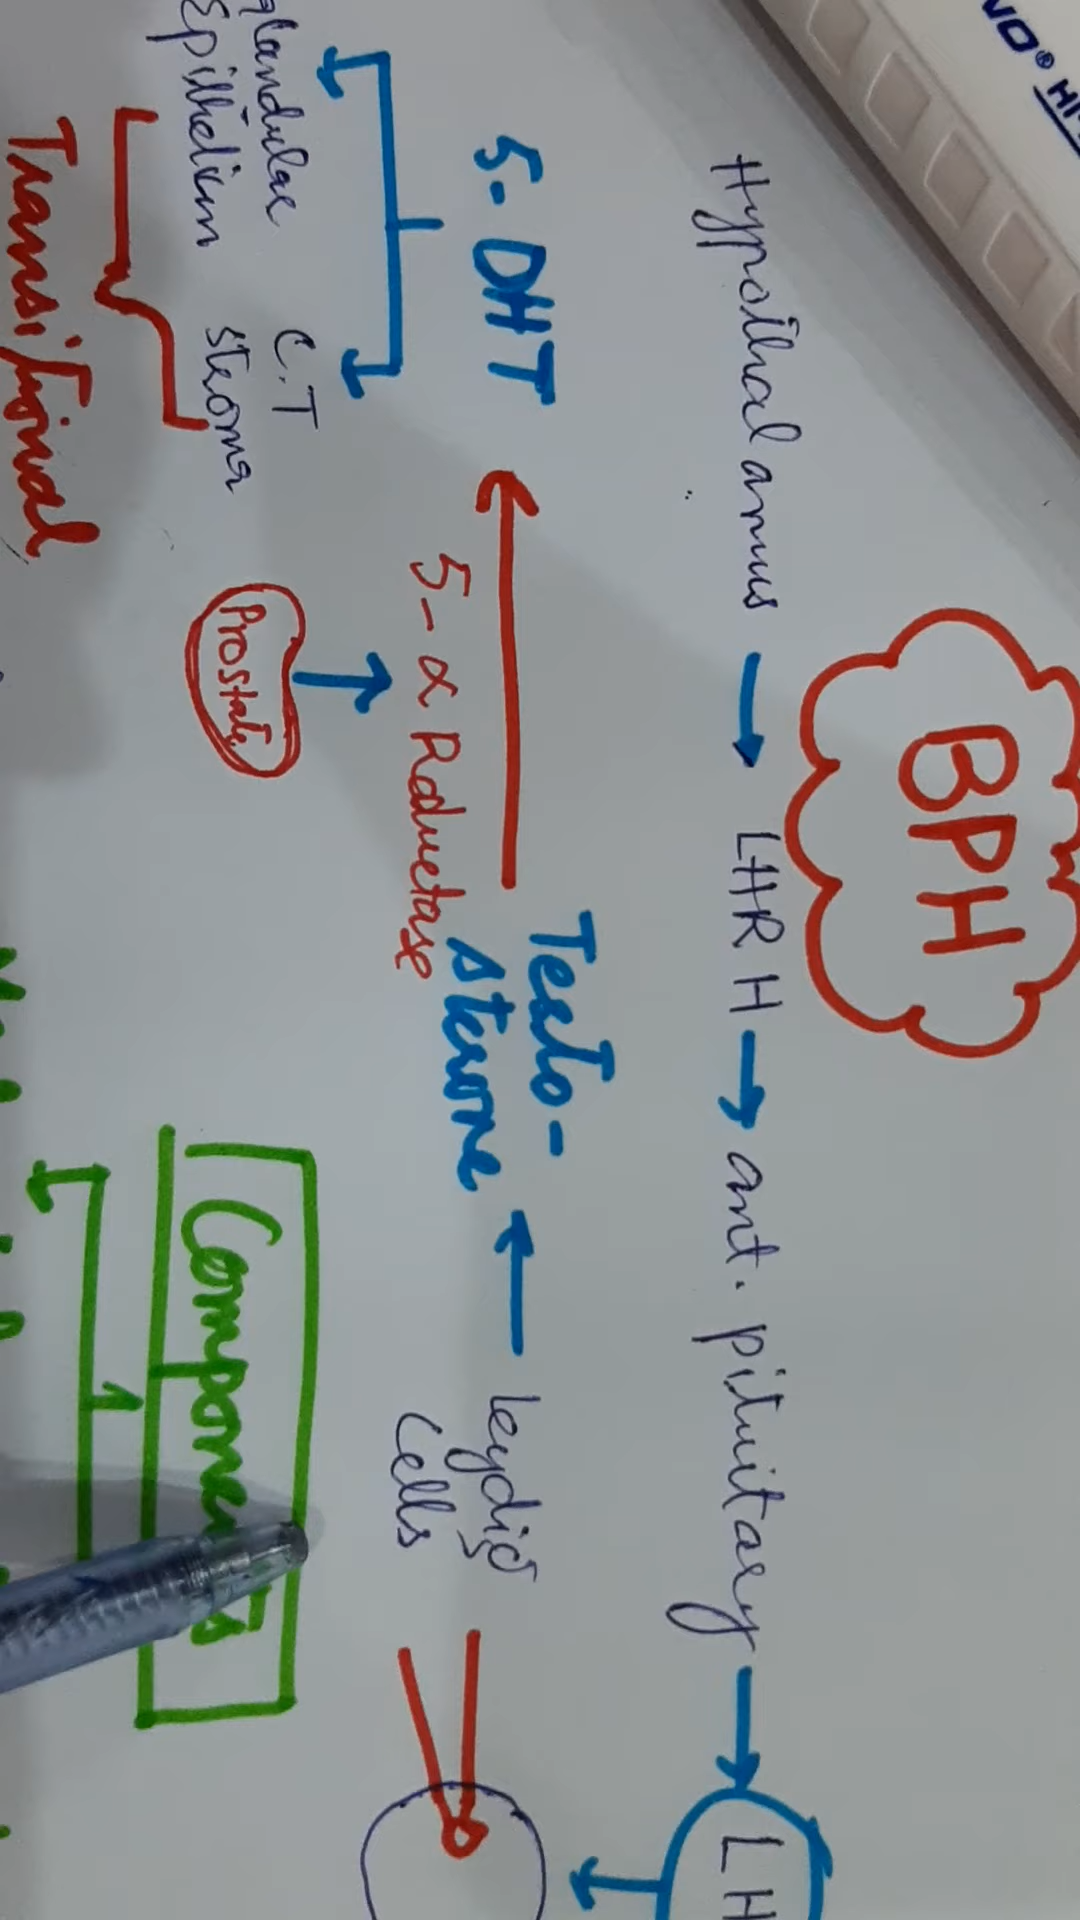 BPH
Hypothalamus → LHRH → ant. pituitary → LH
5-DHT
Testo-
sterone ← leydig
cells
5-α Reductase
Prostate
glandular
Epithelium
C.T
stroma
Components